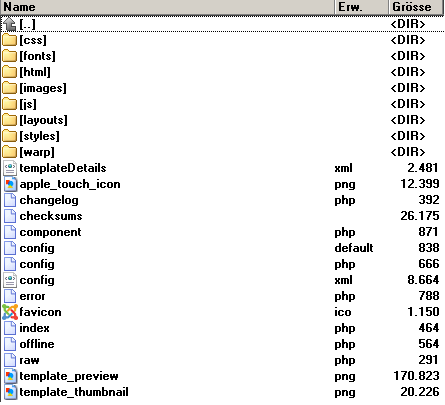 Name Erw. Grösse
[..] <DIR>
[css] <DIR>
[fonts] <DIR>
[html] <DIR>
[images] <DIR>
[js] <DIR>
[layouts] <DIR>
[styles] <DIR>
[warp] <DIR>
templateDetails xml 2.481
apple_touch_icon png 12.399
changelog php 392
checksums 26.175
component php 871
config default 838
config php 666
config xml 8.664
error php 788
favicon ico 1.150
index php 464
offline php 564
raw php 291
template_preview png 170.823
template_thumbnail png 20.226